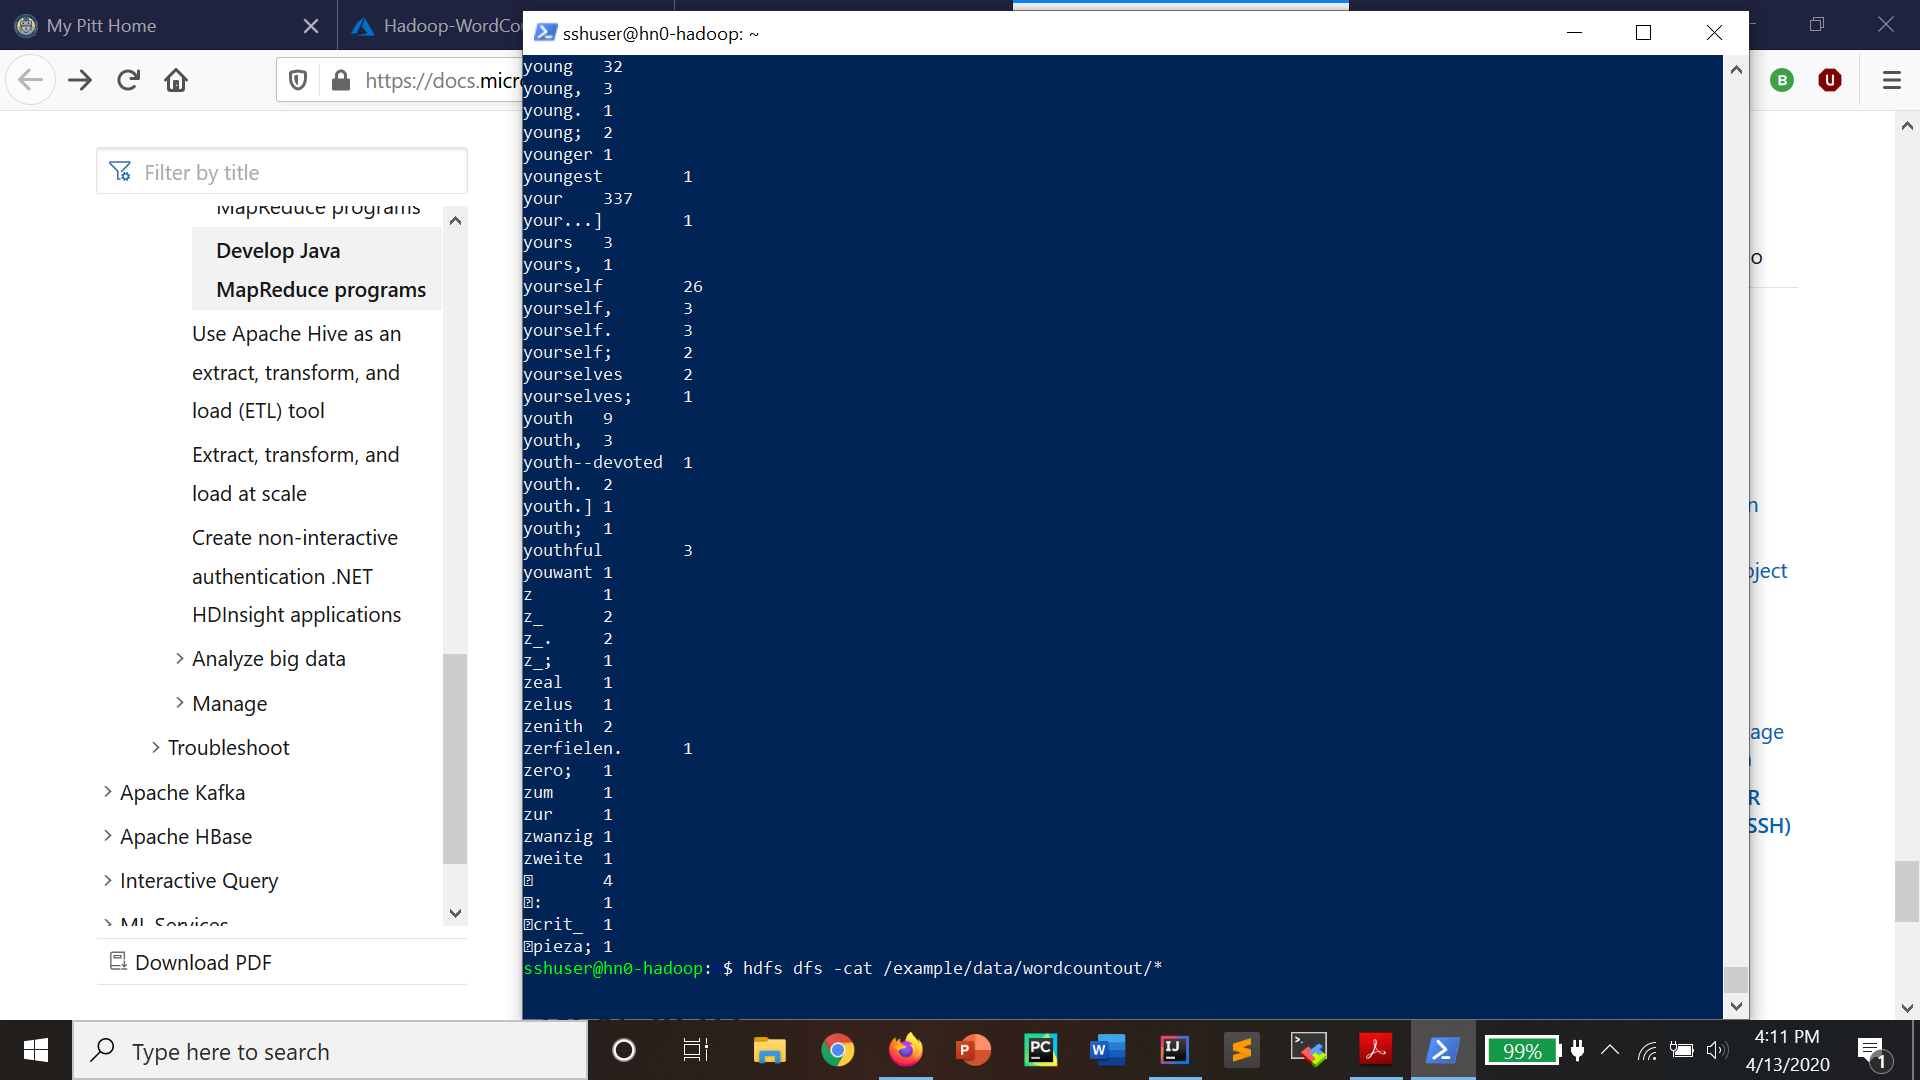 My Pitt Home
Hadoop-WordCou
sshuser@hn0-hadoop: ~
https://docs.micr
B
U
Filter by title
MapReduce programs
Develop Java
MapReduce programs
Use Apache Hive as an
extract, transform, and
load (ETL) tool
Extract, transform, and
load at scale
Create non-interactive
authentication .NET
HDInsight applications
Analyze big data
Manage
Troubleshoot
Apache Kafka
Apache HBase
Interactive Query
ML Services
Download PDF
young 32
young, 3
young. 1
young; 2
younger 1
youngest 1
your 337
your...] 1
yours 3
yours, 1
yourself 26
yourself, 3
yourself. 3
yourself; 2
yourselves 2
yourselves; 1
youth 9
youth, 3
youth--devoted 1
youth. 2
youth.] 1
youth; 1
youthful 3
youwant 1
z 1
z_ 2
z_. 2
z_; 1
zeal 1
zelus 1
zenith 2
zerfielen. 1
zero; 1
zum 1
zur 1
zwanzig 1
zweite 1
� 4
�: 1
�crit_ 1
�pieza; 1
sshuser@hn0-hadoop: $ hdfs dfs -cat /example/data/wordcountout/*
o
n
oject
age
R
SSH)
Type here to search
99%
4:11 PM
4/13/2020
1